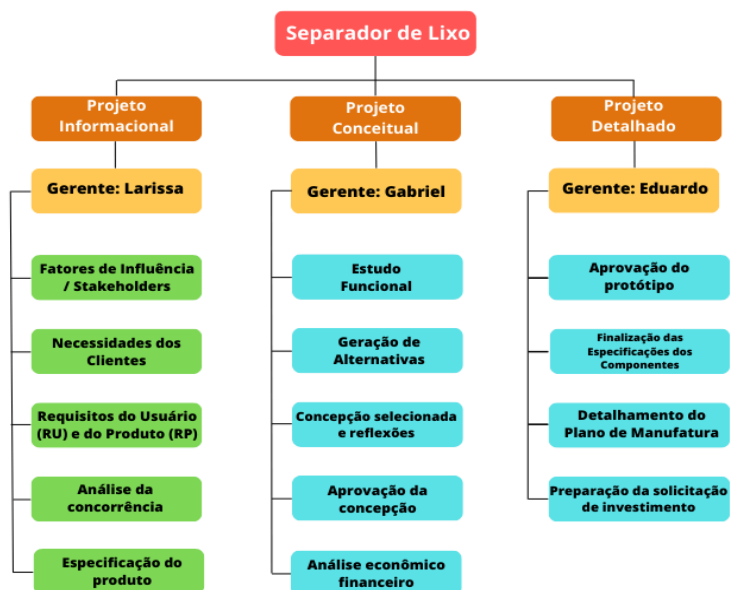 Separador de Lixo
Projeto
Informacional
Gerente: Larissa
Fatores de Influência
/ Stakeholders
Necessidades dos
Clientes
Requisitos do Usuário
(RU) e do Produto (RP)
Análise da
concorrência
Especificação do
produto
Projeto
Conceitual
Gerente: Gabriel
Estudo
Funcional
Geração de
Alternativas
Concepção selecionada
e reflexões
Aprovação da
concepção
Análise econômico
financeiro
Projeto
Detalhado
Gerente: Eduardo
Aprovação do
protótipo
Finalização das
Especificações dos
Componentes
Detalhamento do
Plano de Manufatura
Preparação da solicitação
de investimento